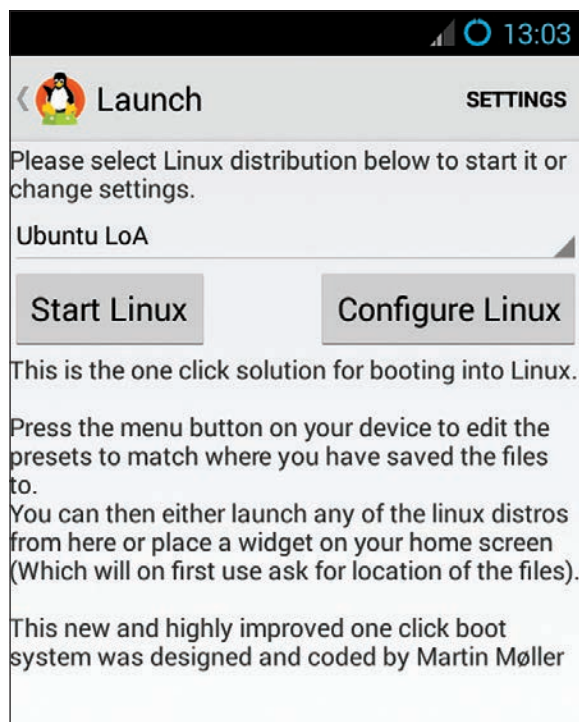 13:03
Launch SETTINGS
Please select Linux distribution below to start it or
change settings.
Ubuntu LoA
Start Linux Configure Linux
This is the one click solution for booting into Linux.
Press the menu button on your device to edit the
presets to match where you have saved the files
to.
You can then either launch any of the linux distros
from here or place a widget on your home screen
(Which will on first use ask for location of the files).
This new and highly improved one click boot
system was designed and coded by Martin Møller